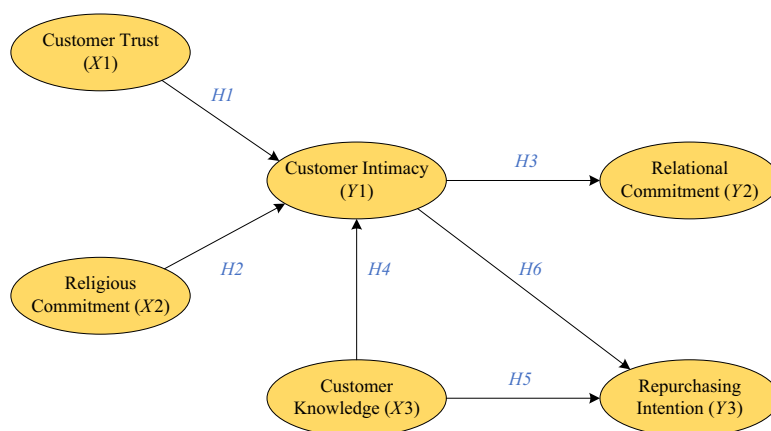 Customer Trust
(X1)
H1
Customer Intimacy
(Y1)
H3
Relational
Commitment (Y2)
Religious
Commitment (X2)
H2
H4
H6
Customer
Knowledge (X3)
H5
Repurchasing
Intention (Y3)